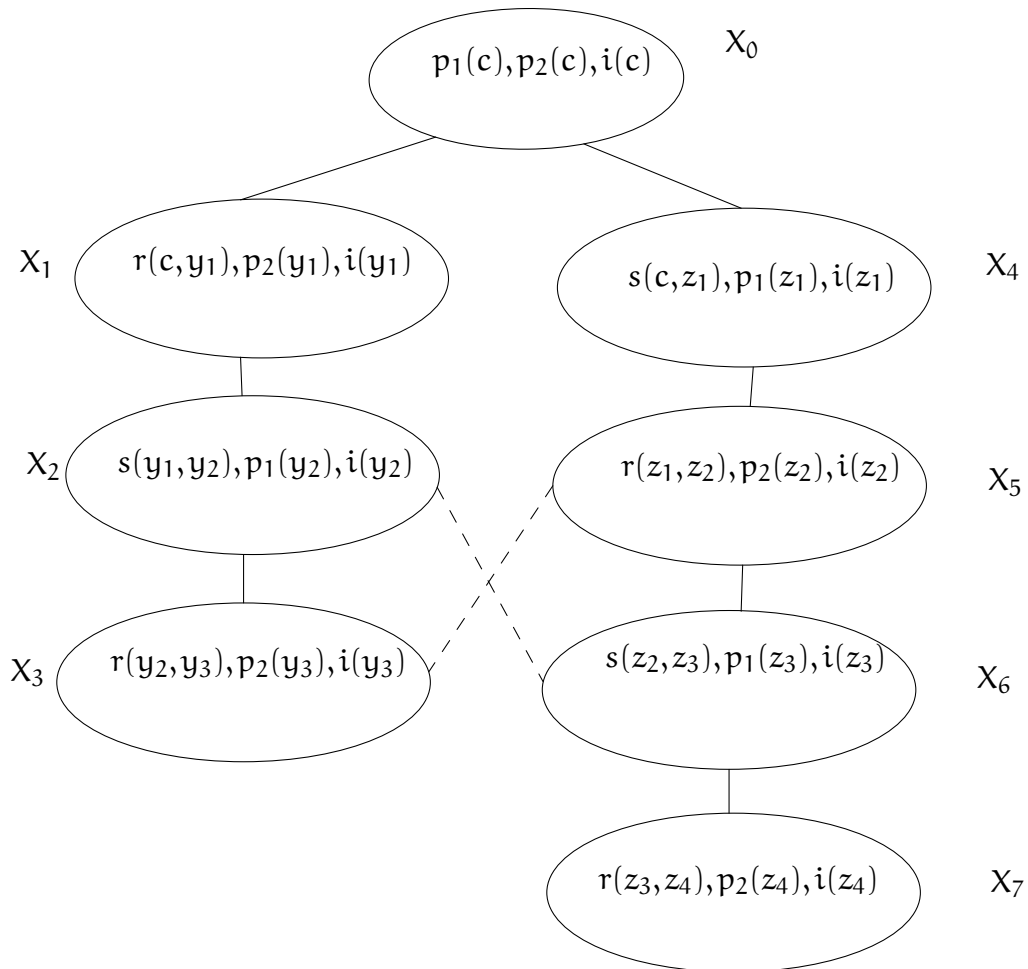 p₁(c),p₂(c),i(c)
X₀
X₁
r(c,y₁),p₂(y₁),i(y₁)
s(c,z₁),p₁(z₁),i(z₁)
X₄
X₂
s(y₁,y₂),p₁(y₂),i(y₂)
r(z₁,z₂),p₂(z₂),i(z₂)
X₅
X₃
r(y₂,y₃),p₂(y₃),i(y₃)
s(z₂,z₃),p₁(z₃),i(z₃)
X₆
r(z₃,z₄),p₂(z₄),i(z₄)
X₇